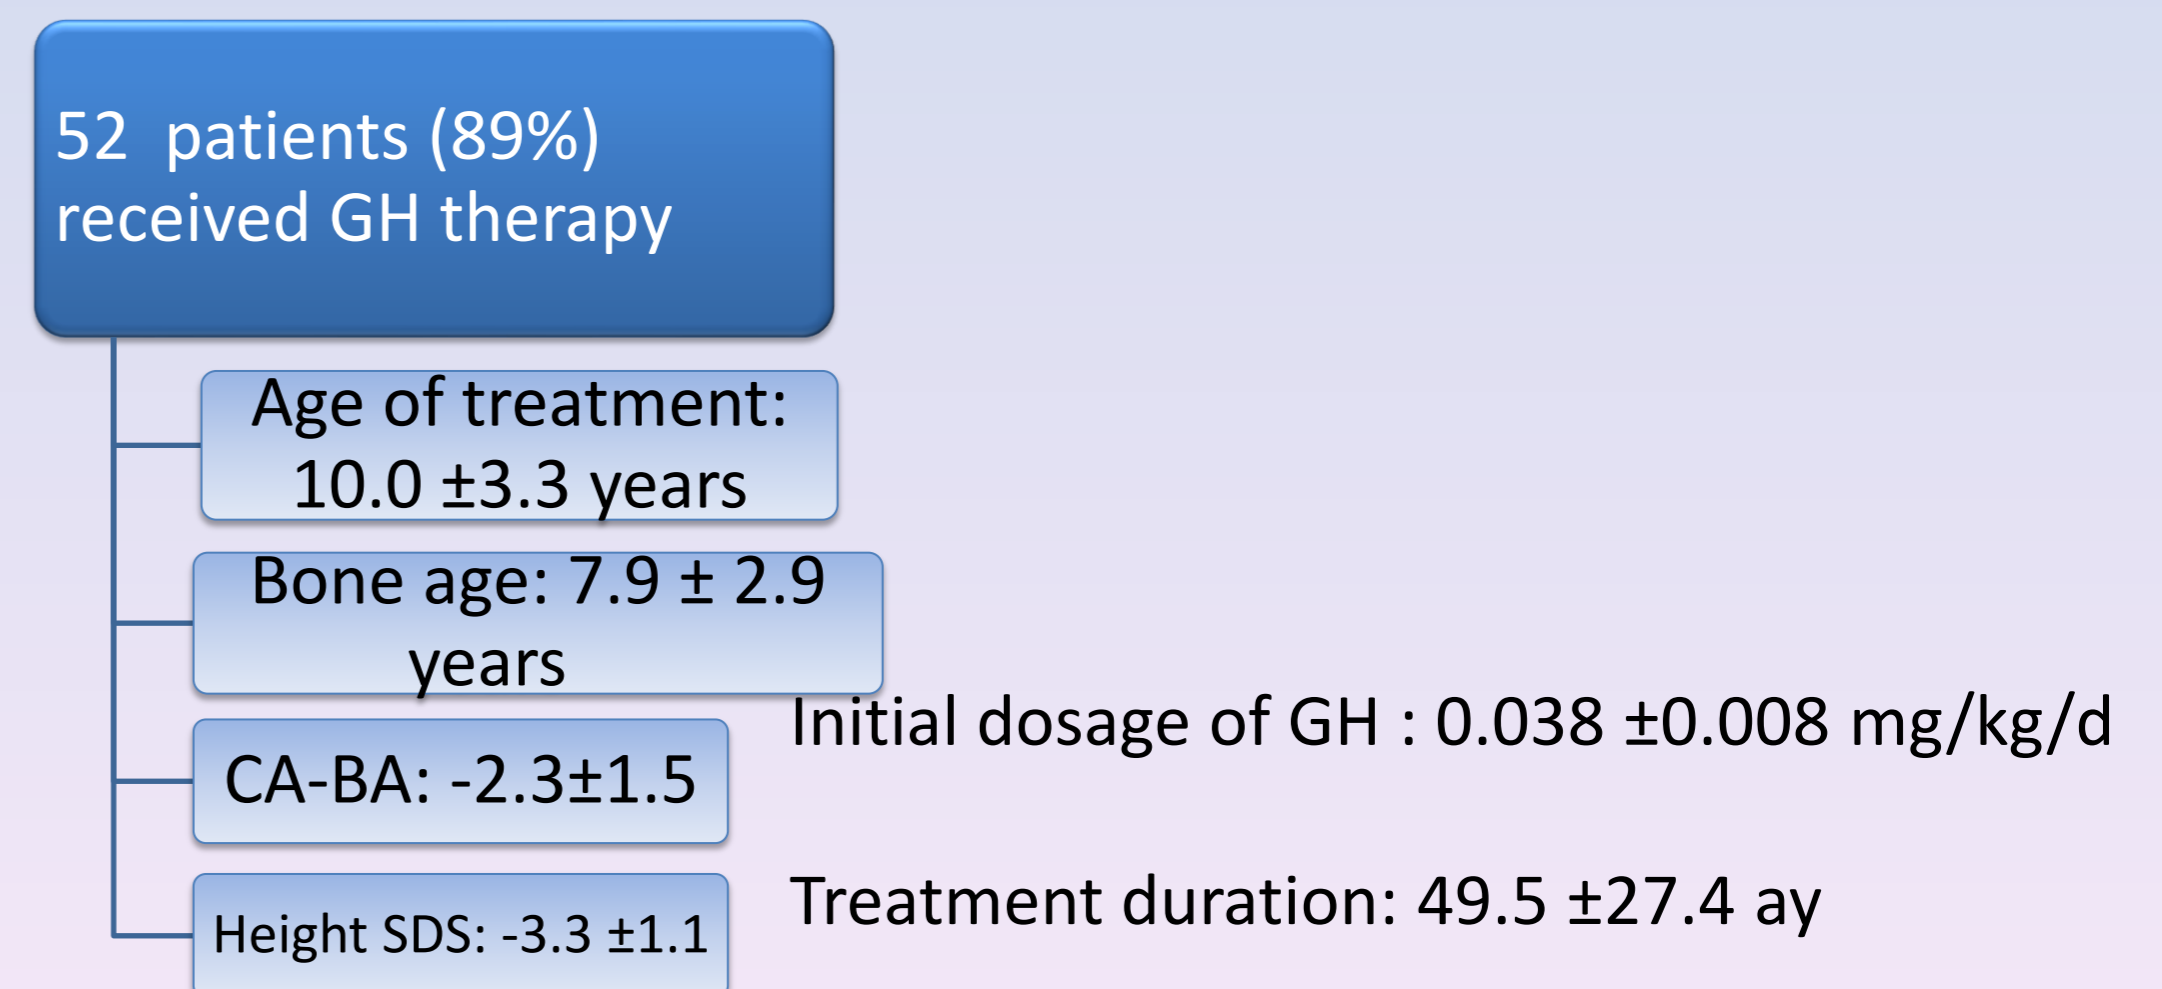 52  patients (89%)
received GH therapy
Age of treatment:
10.0 ±3.3 years
Bone age: 7.9 ± 2.9
years
CA-BA: -2.3±1.5
Height SDS: -3.3 ±1.1
Initial dosage of GH : 0.038 ±0.008 mg/kg/d
Treatment duration: 49.5 ±27.4 ay